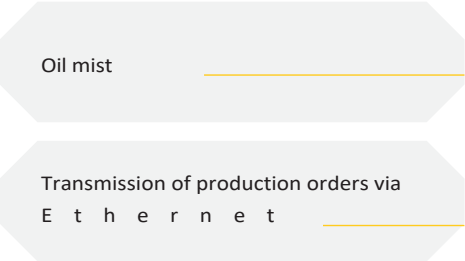 Oil mist
Transmission of production orders via
E t h e r n e t